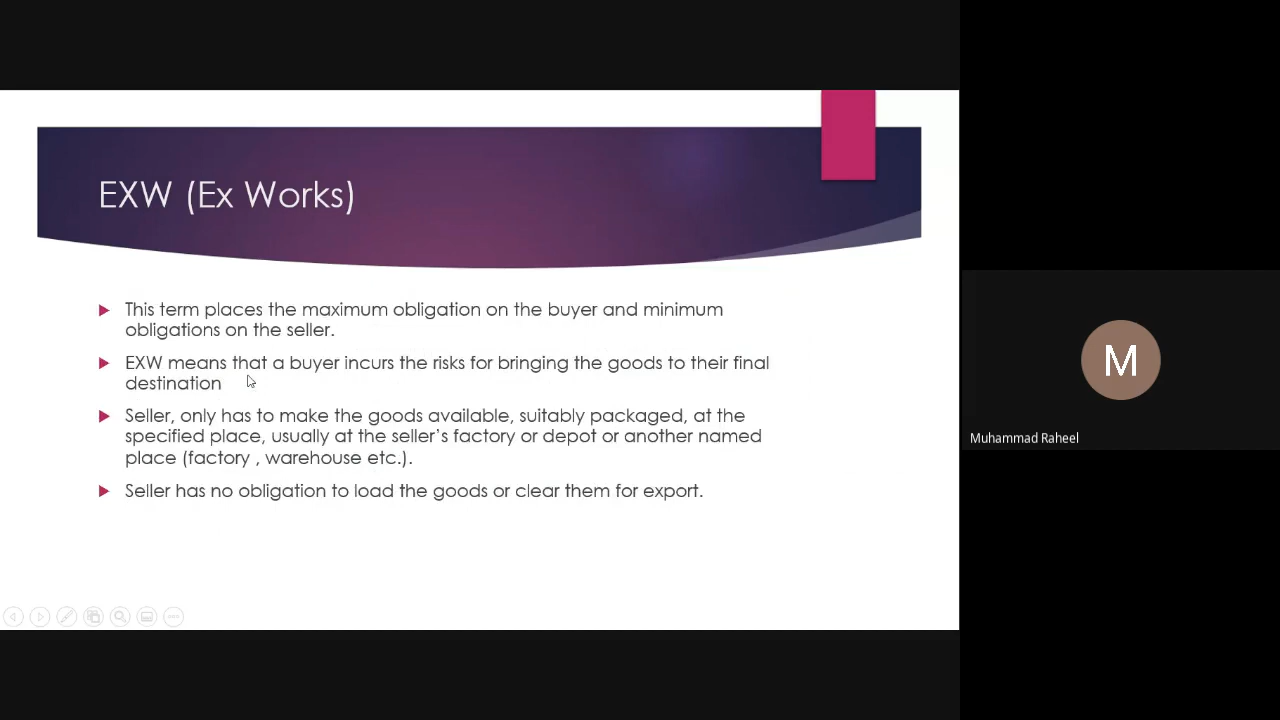 EXW (Ex Works)
This term places the maximum obligation on the buyer and minimum
obligations on the seller.
EXW means that a buyer incurs the risks for bringing the goods to their final
destination
Seller, only has to make the goods available, suitably packaged, at the
specified place, usually at the seller’s factory or depot or another named
place (factory , warehouse etc.).
Seller has no obligation to load the goods or clear them for export.
M
Muhammad Raheel